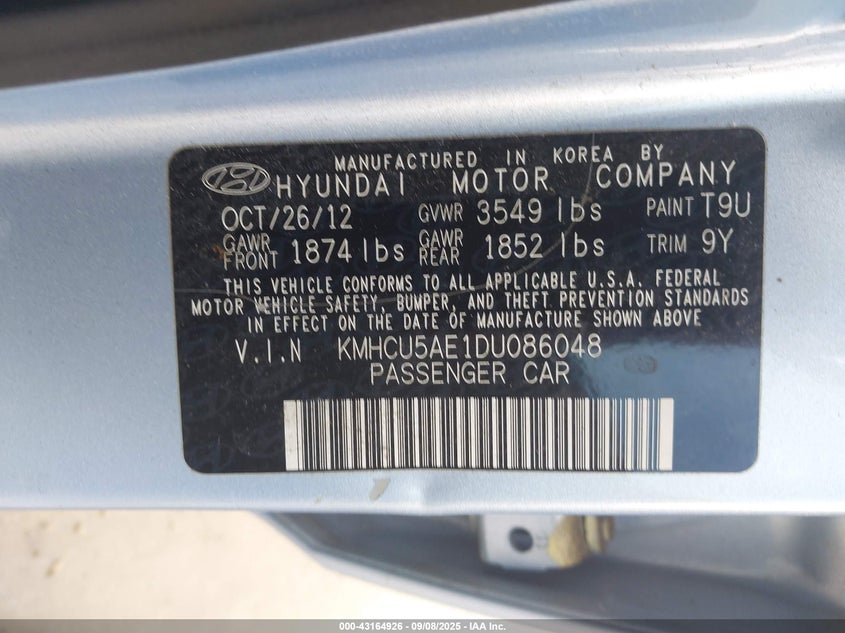 MANUFACTURED IN KOREA BY
HYUNDAI MOTOR COMPANY
OCT/26/12 GVWR 3549 lbs PAINT T9U
GAWR FRONT 1874 lbs GAWR REAR 1852 lbs TRIM 9Y
THIS VEHICLE CONFORMS TO ALL APPLICABLE U.S.A. FEDERAL
MOTOR VEHICLE SAFETY, BUMPER, AND THEFT PREVENTION STANDARDS
IN EFFECT ON THE DATE OF MANUFACTURE SHOWN ABOVE
V.I.N KMHCU5AE1DU086048
PASSENGER CAR
000-43164926 - 09/08/2025 - IAA Inc.